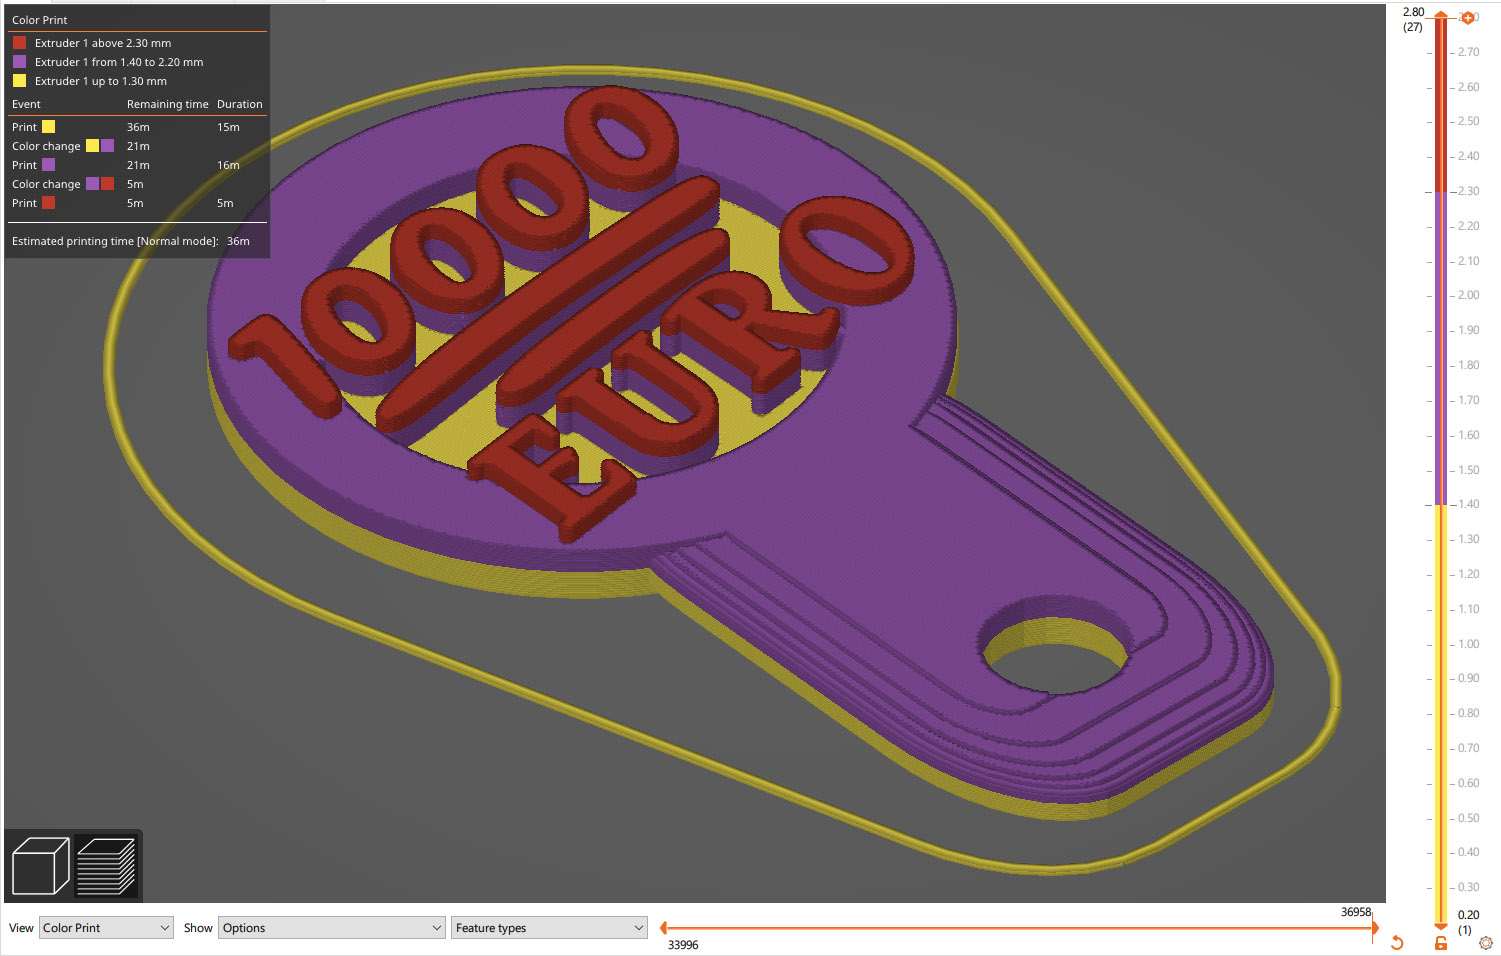 Color Print
Extruder 1 above 2.30 mm
Extruder 1 from 1.40 to 2.20 mm
Extruder 1 up to 1.30 mm
Event Remaining time Duration
Print 36m 15m
Color change 21m
Print 21m 16m
Color change 5m
Print 5m 5m
Estimated printing time [Normal mode]: 36m
10000
EURO
2.80
(27)
2.70
2.60
2.50
2.40
2.30
2.20
2.10
2.00
1.90
1.80
1.70
1.60
1.50
1.40
1.30
1.20
1.10
1.00
0.90
0.80
0.70
0.60
0.50
0.40
0.30
0.20
(1)
View Color Print Show Options Feature types
36958
33996